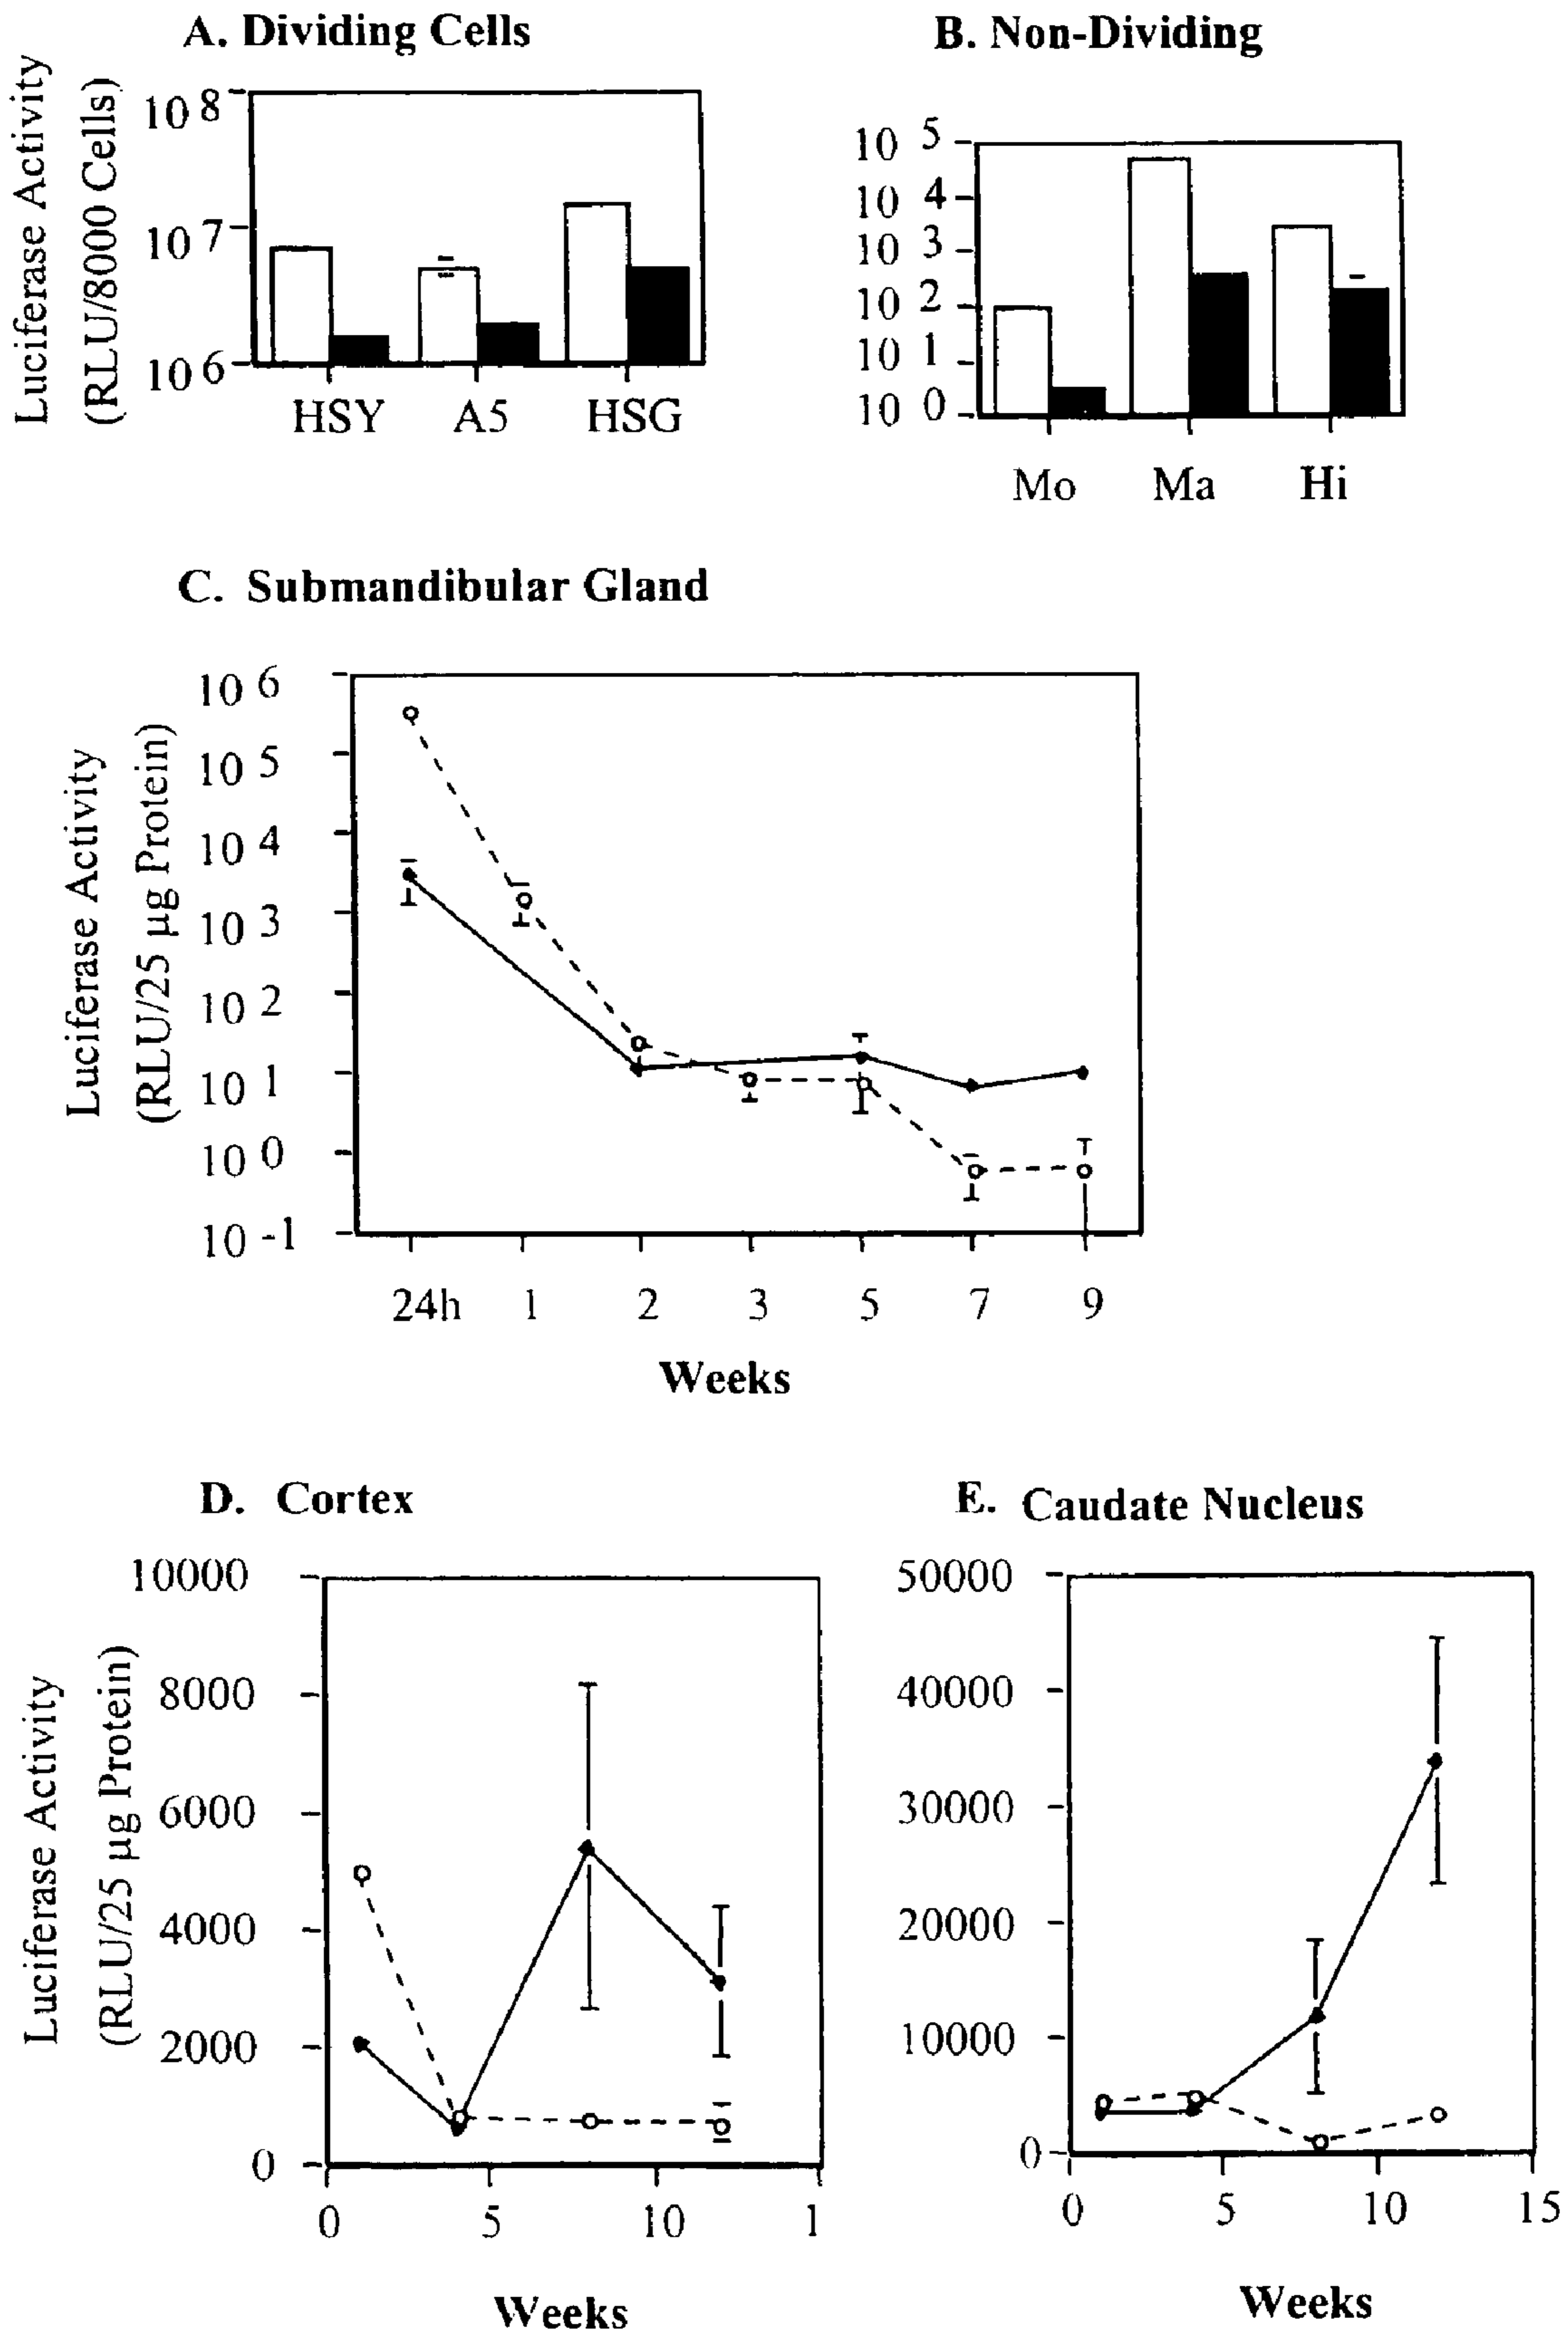 A. Dividing Cells
Luciferase Activity
(RLU/8000 Cells)
10 8
10 7
10 6
HSY A5 HSG
B. Non-Dividing
10 5
10 4
10 3
10 2
10 1
10 0
Mo Ma Hi
C. Submandibular Gland
Luciferase Activity
(RLU/25 µg Protein)
10 6
10 5
10 4
10 3
10 2
10 1
10 0
10 -1
24h 1 2 3 5 7 9
Weeks
D. Cortex
Luciferase Activity
(RLU/25 µg Protein)
10000
8000
6000
4000
2000
0
0 5 10 1
Weeks
E. Caudate Nucleus
50000
40000
30000
20000
10000
0
0 5 10 15
Weeks